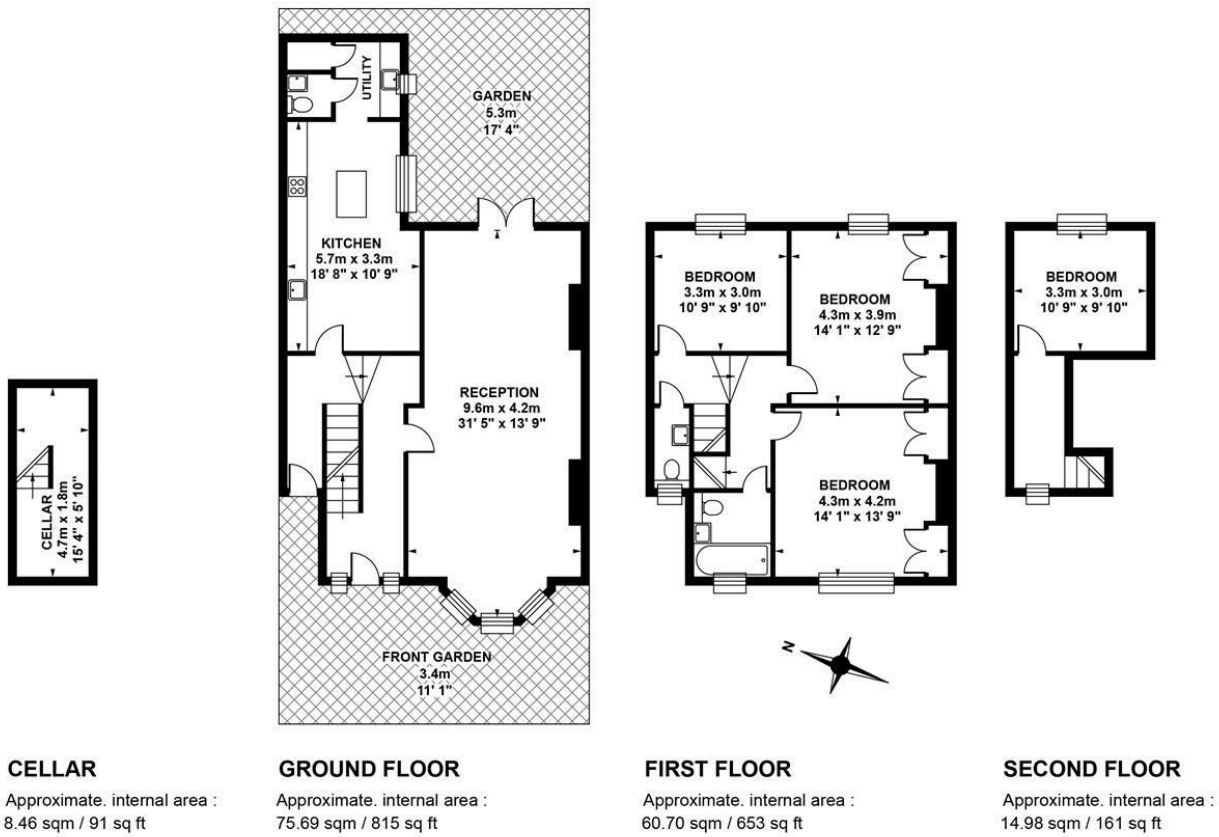 UTILITY
GARDEN
5.3m
17' 4"
KITCHEN
5.7m x 3.3m
18' 8" x 10' 9"
RECEPTION
9.6m x 4.2m
31' 5" x 13' 9"
CELLAR
4.7m x 1.8m
15' 4" x 5' 10"
FRONT GARDEN
3.4m
11' 1"
BEDROOM
3.3m x 3.0m
10' 9" x 9' 10"
BEDROOM
4.3m x 3.9m
14' 1" x 12' 9"
BEDROOM
4.3m x 4.2m
14' 1" x 13' 9"
BEDROOM
3.3m x 3.0m
10' 9" x 9' 10"
N
CELLAR
Approximate. internal area :
8.46 sqm / 91 sq ft
GROUND FLOOR
Approximate. internal area :
75.69 sqm / 815 sq ft
FIRST FLOOR
Approximate. internal area :
60.70 sqm / 653 sq ft
SECOND FLOOR
Approximate. internal area :
14.98 sqm / 161 sq ft